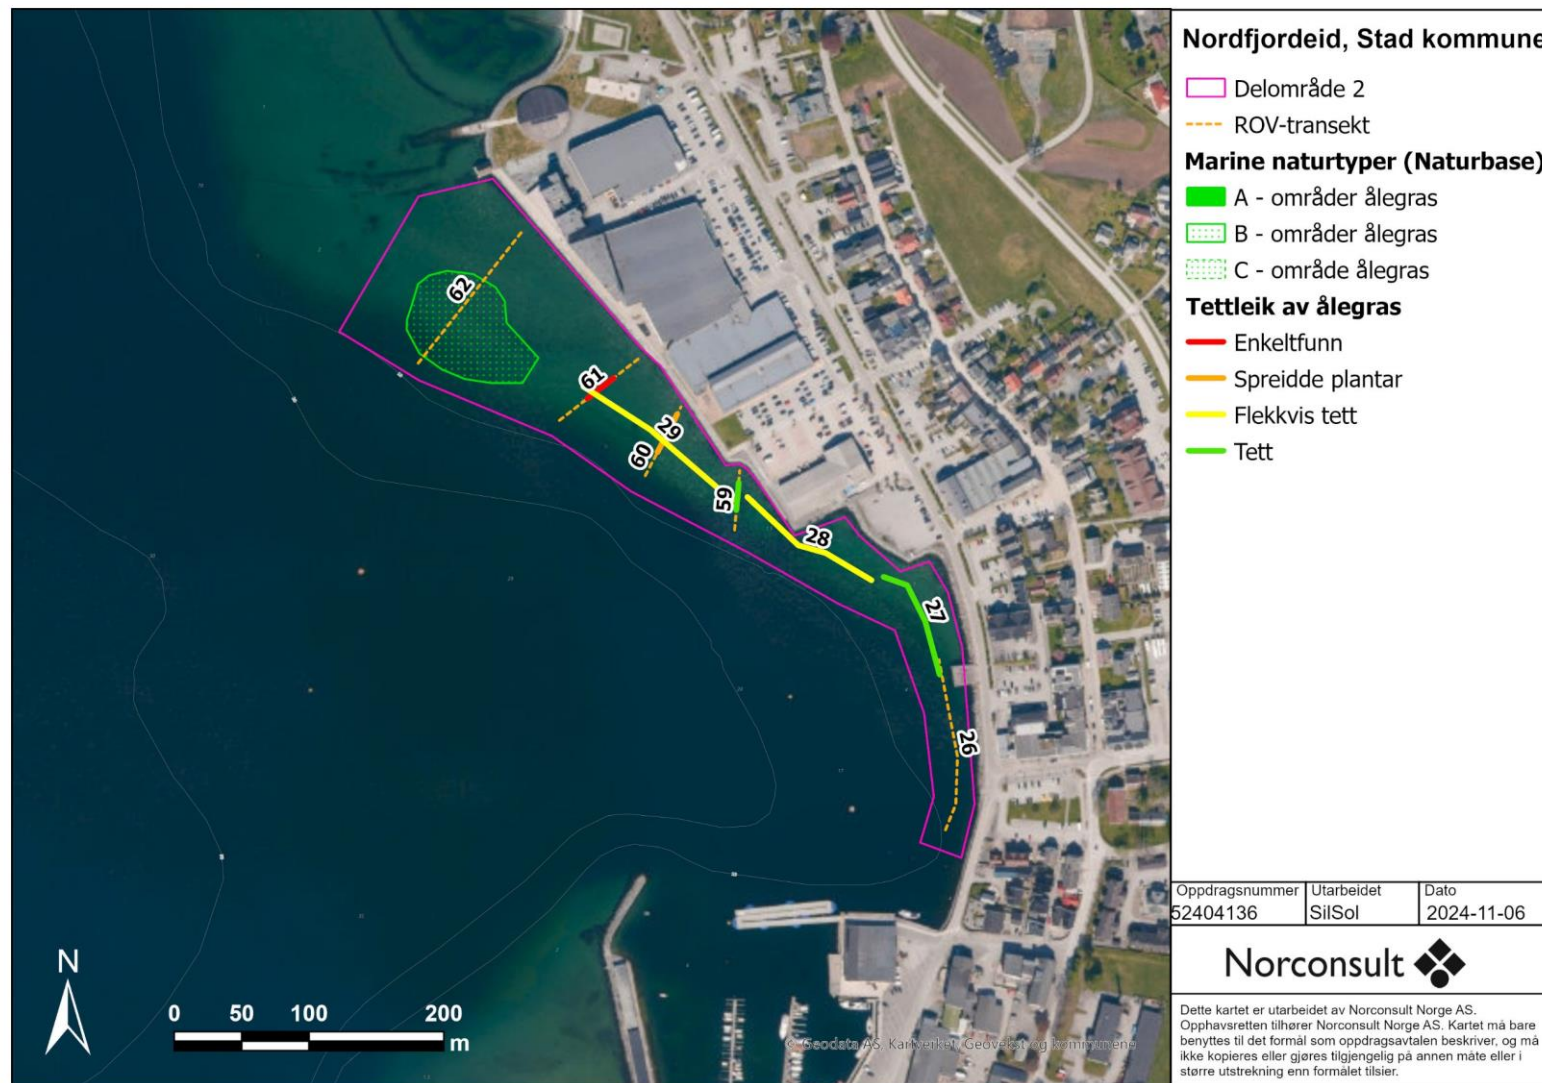 Nordfjordeid, Stad kommune
Delområde 2
ROV-transekt
Marine naturtyper (Naturbase)
A - områder ålegras
B - områder ålegras
C - område ålegras
Tettleik av ålegras
Enkeltfunn
Spreidde plantar
Flekkvis tett
Tett
62
61
29
60
59
28
27
26
N
0 50 100 200
m
© Geodata AS, Kartverket, Geovekst og kommunene
Oppdragsnummer Utarbeidet Dato
52404136 SilSol 2024-11-06
Norconsult
Dette kartet er utarbeidet av Norconsult Norge AS.
Opphavsretten tilhører Norconsult Norge AS. Kartet må bare
benyttes til det formål som oppdragsavtalen beskriver, og må
ikke kopieres eller gjøres tilgjengelig på annen måte eller i
større utstrekning enn formålet tilsier.